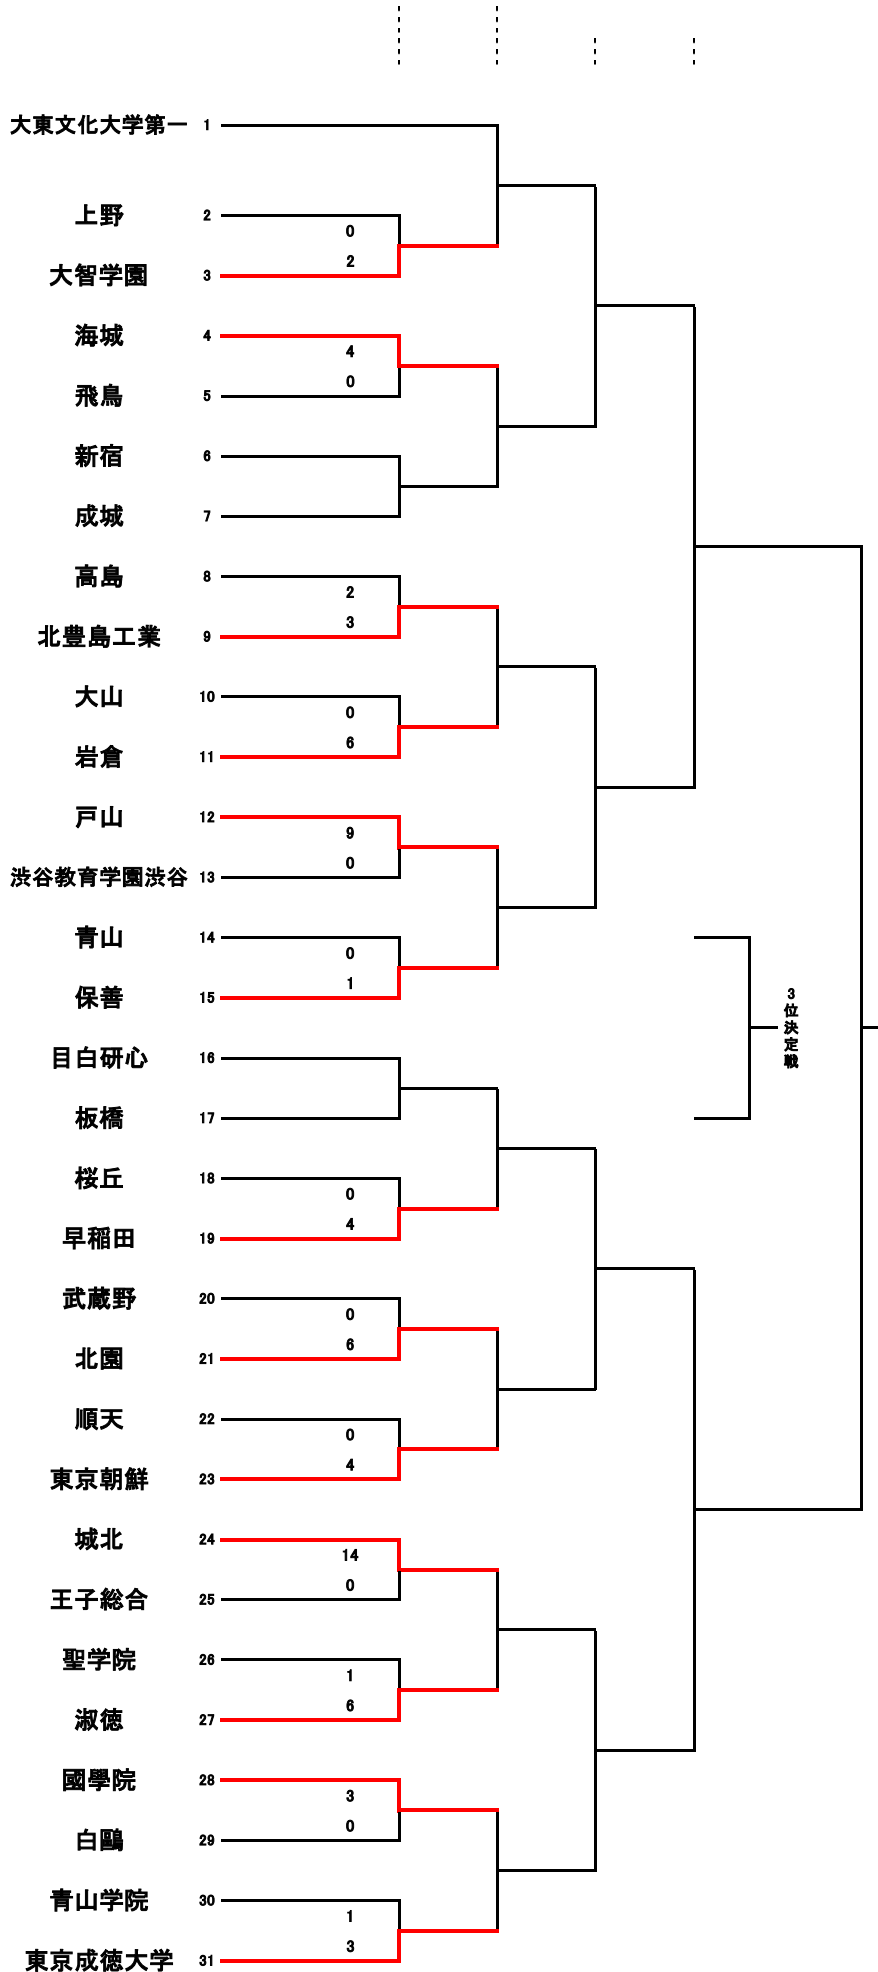 大東文化大学第一 1
上野 2
0
2
大智学園 3
海城 4
4
0
飛鳥 5
新宿 6
成城 7
高島 8
2
3
北豊島工業 9
大山 10
0
6
岩倉 11
戸山 12
9
0
渋谷教育学園渋谷 13
青山 14
0
1
保善 15
3位決定戦
目白研心 16
板橋 17
桜丘 18
0
4
早稲田 19
武蔵野 20
0
6
北園 21
順天 22
0
4
東京朝鮮 23
城北 24
14
0
王子総合 25
聖学院 26
1
6
淑徳 27
國學院 28
3
0
白鷗 29
青山学院 30
1
3
東京成徳大学 31